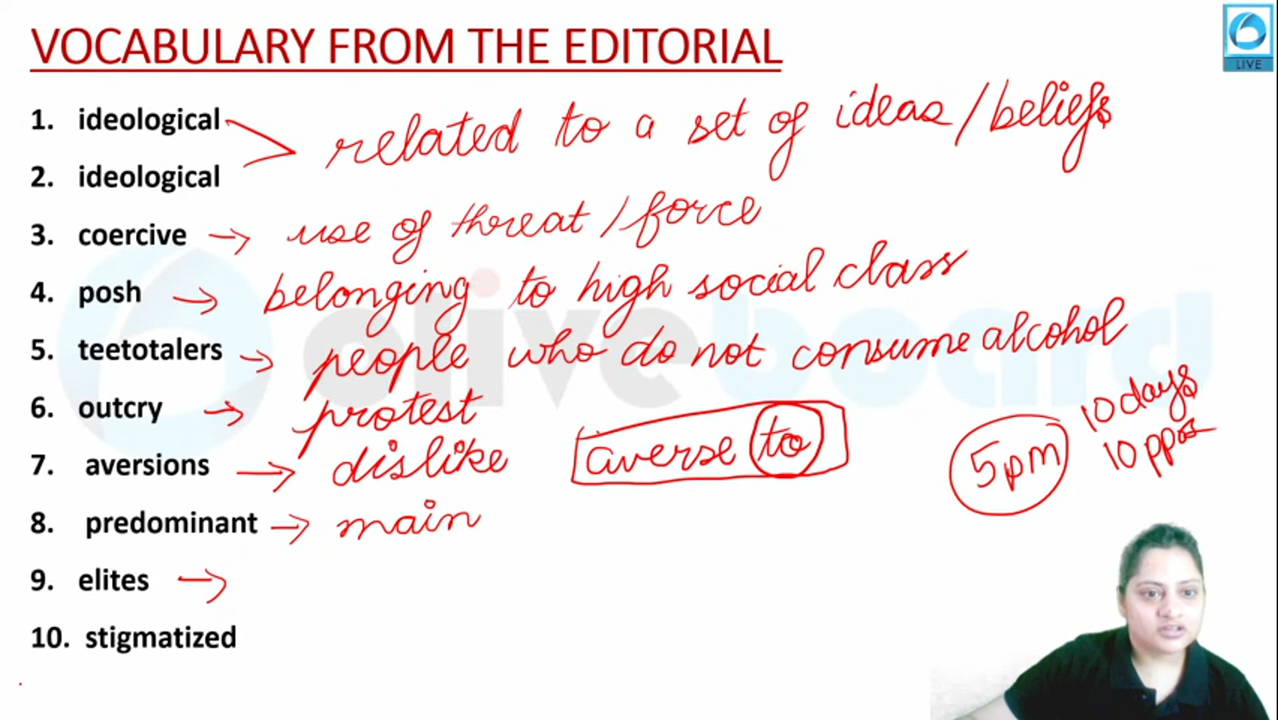 VOCABULARY FROM THE EDITORIAL
LIVE
1. ideological
related to a set of ideas/beliefs
2. ideological
3. coercive → use of threat/force
4. posh → belonging to high social class
5. teetotalers → people who do not consume alcohol
6. outcry → protest
7. aversions → dislike
averse to
5pm
10 days
10
8. predominant → main
9. elites →
10. stigmatized
oliveboard